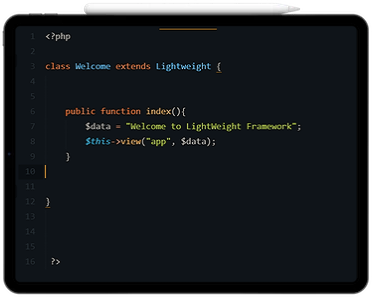 1 <?php
2
3 class Welcome extends Lightweight {
4
5
6 public function index(){
7 $data = "Welcome to LightWeight Framework";
8 $this->view("app", $data);
9 }
10
11
12 }
13
14
15
16 ?>